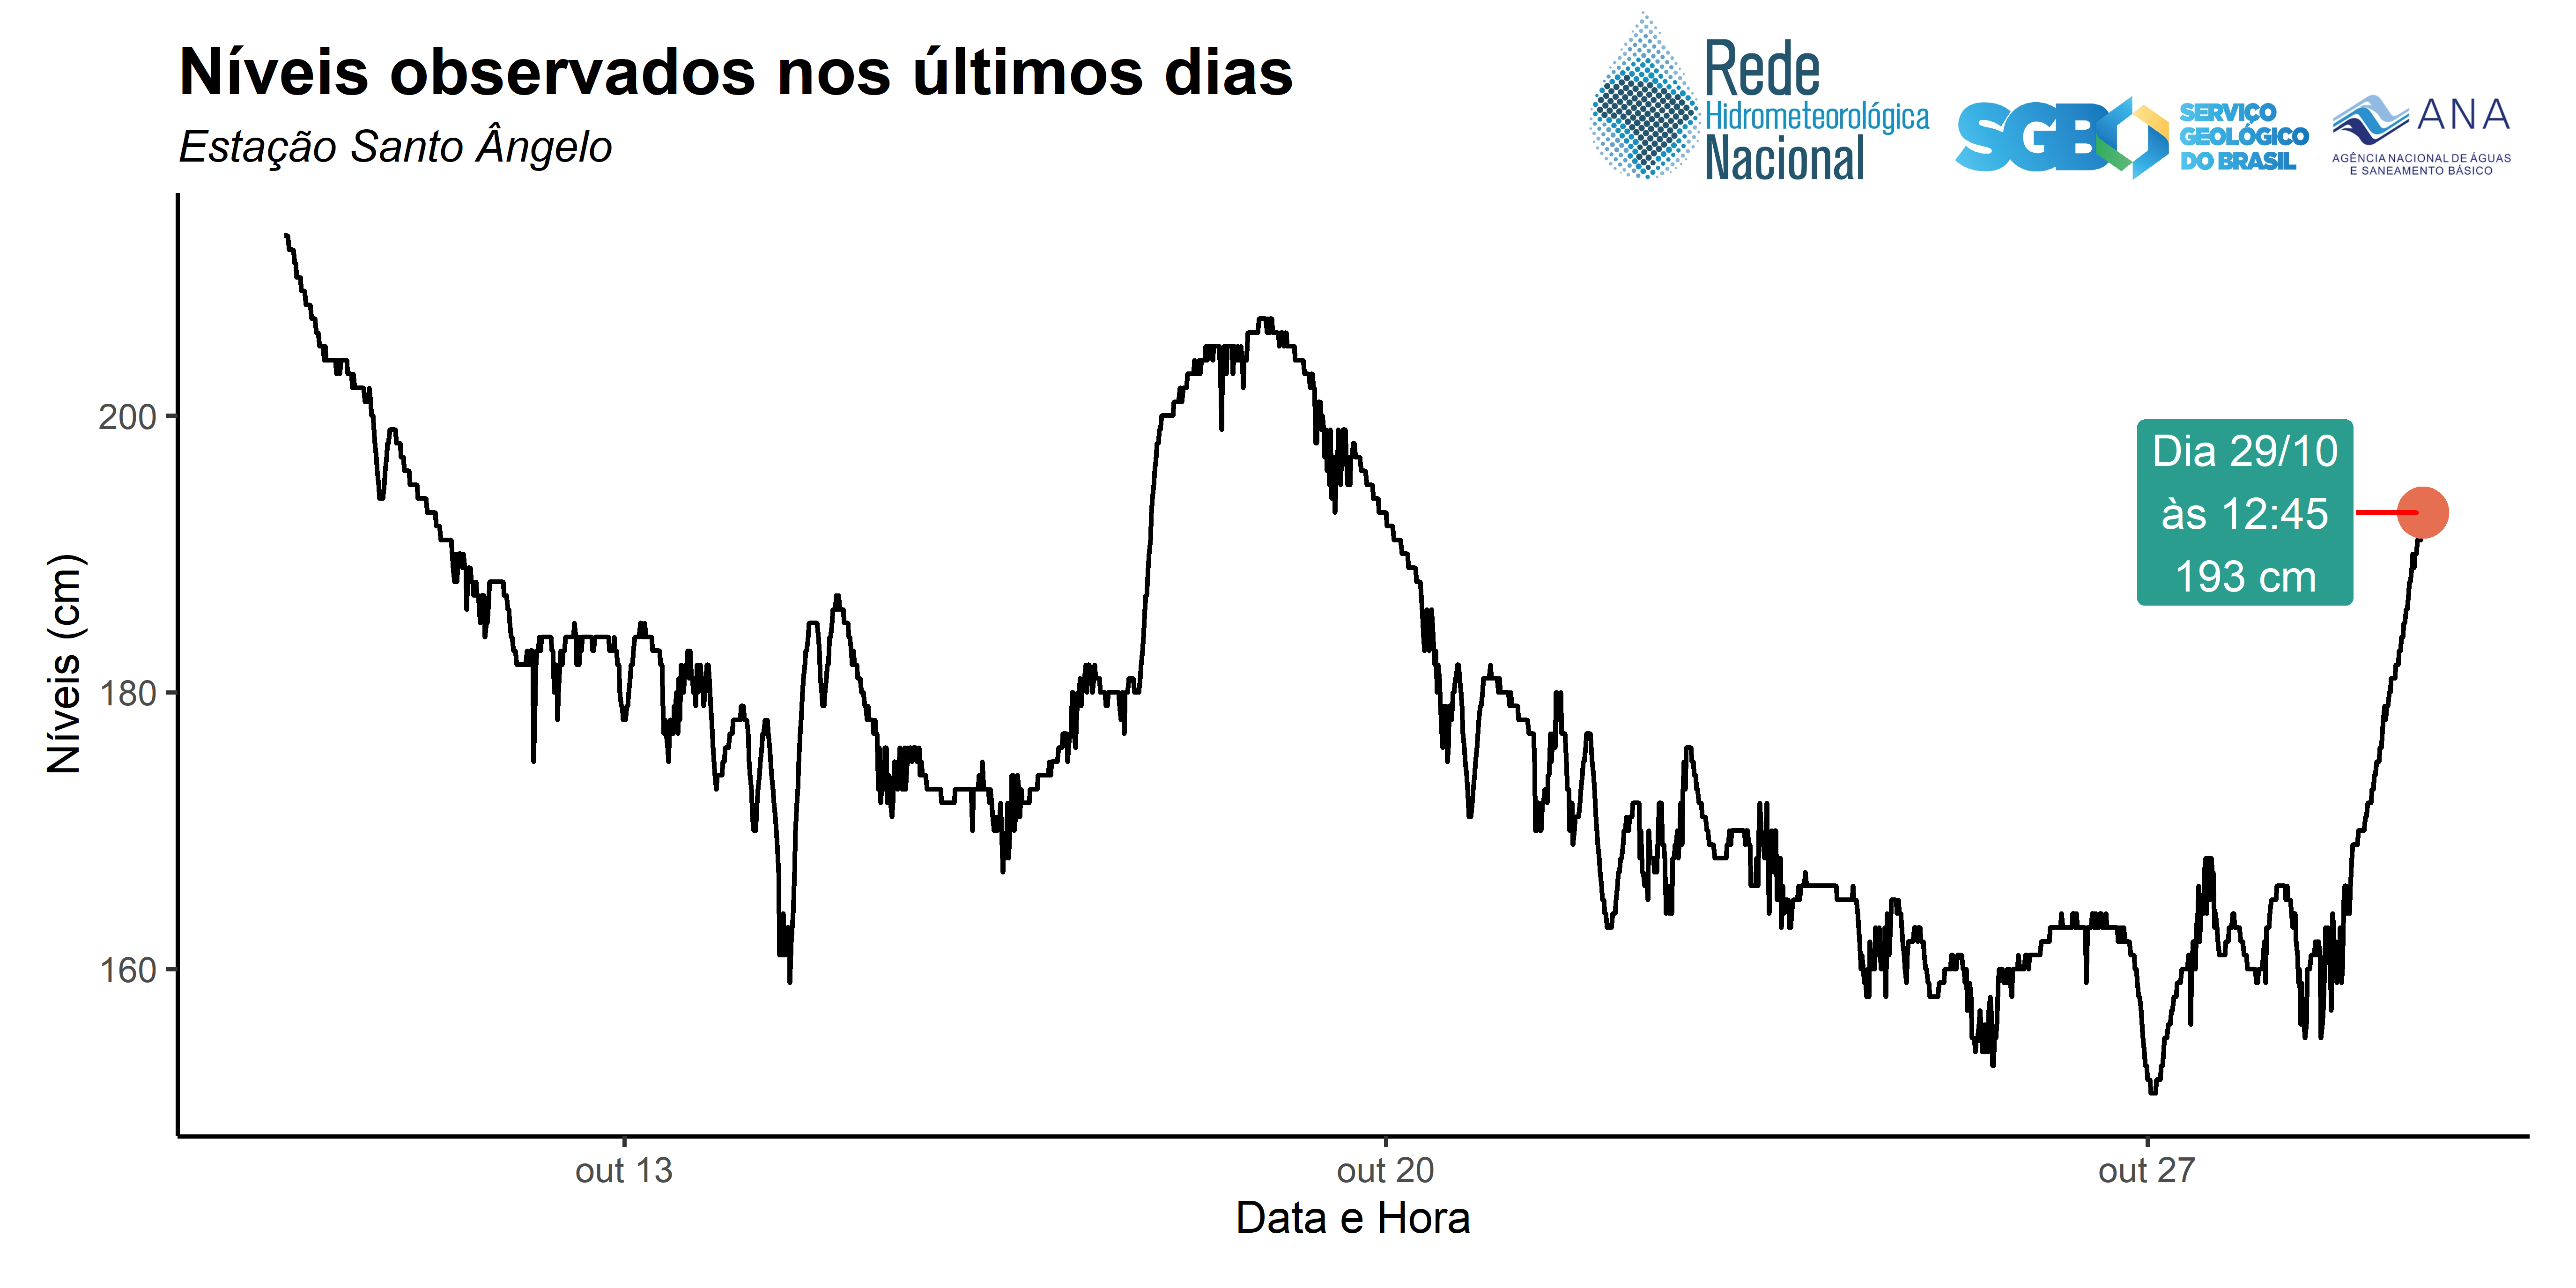 Níveis observados nos últimos dias
Estação Santo Ângelo
Rede
Hidrometeorológica
Nacional
SGB
SERVIÇO
GEOLÓGICO
DO BRASIL
ANA
AGÊNCIA NACIONAL DE ÁGUAS
E SANEAMENTO BÁSICO
Níveis (cm)
200
180
160
Dia 29/10
às 12:45
193 cm
out 13
out 20
out 27
Data e Hora